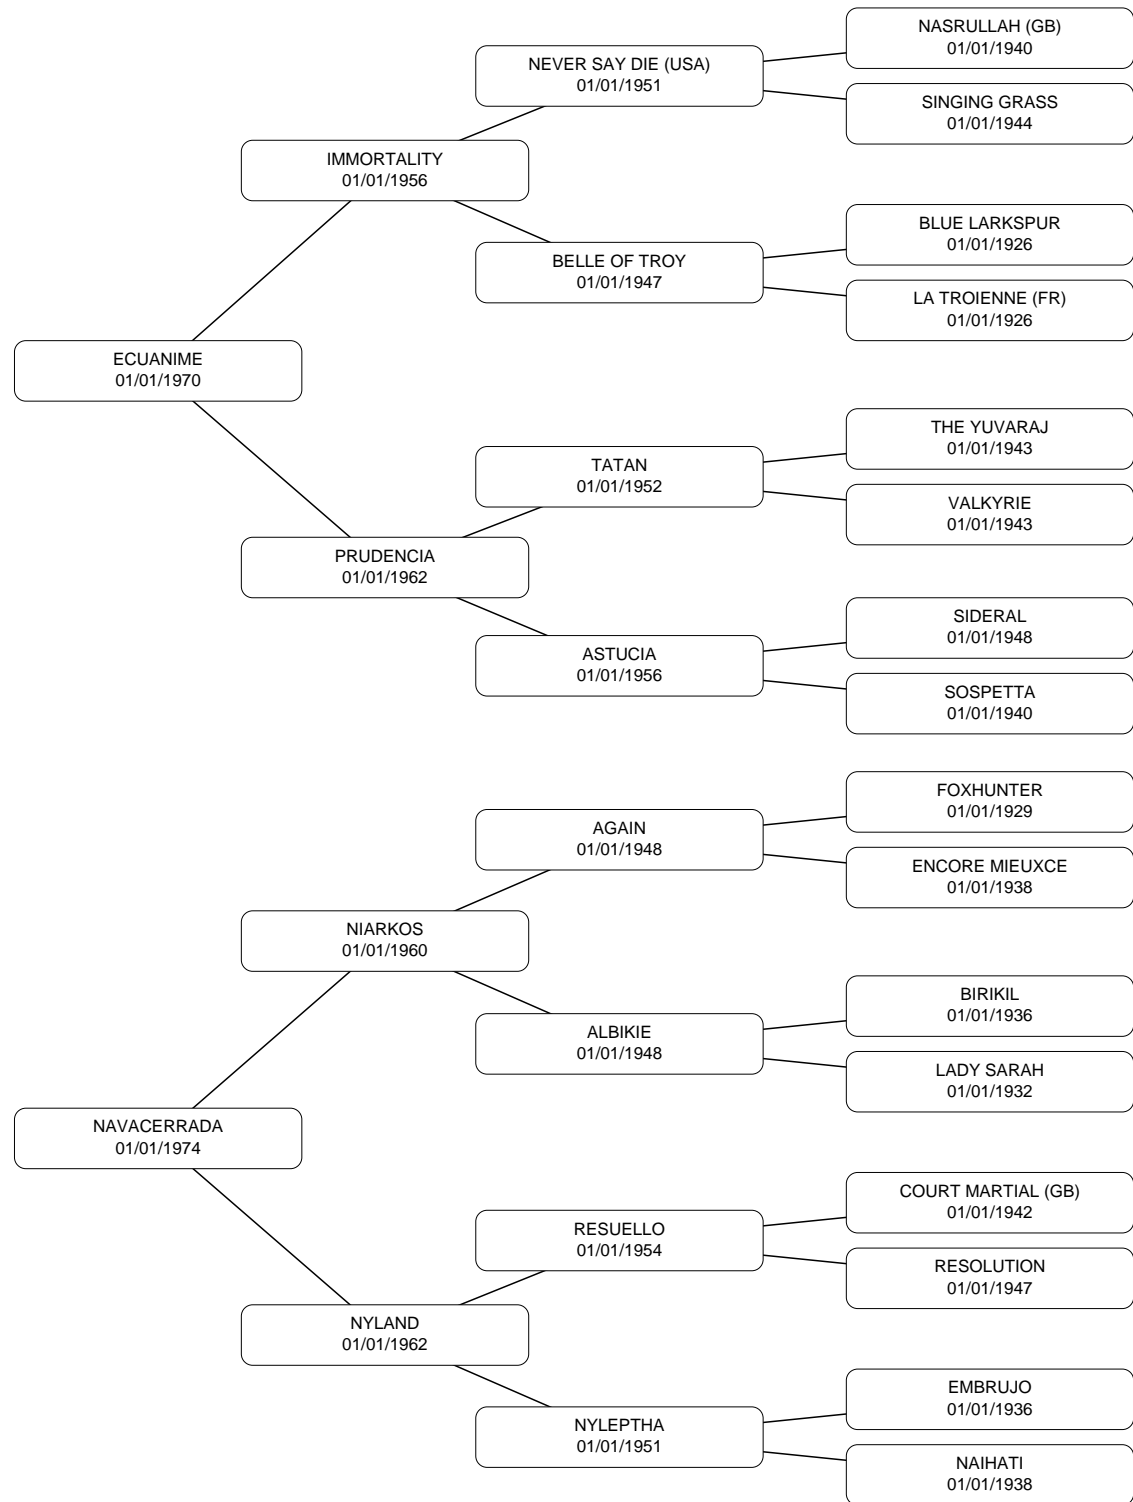 NASRULLAH (GB)
01/01/1940
NEVER SAY DIE (USA)
01/01/1951
SINGING GRASS
01/01/1944
IMMORTALITY
01/01/1956
BLUE LARKSPUR
01/01/1926
BELLE OF TROY
01/01/1947
LA TROIENNE (FR)
01/01/1926
ECUANIME
01/01/1970
THE YUVARAJ
01/01/1943
TATAN
01/01/1952
VALKYRIE
01/01/1943
PRUDENCIA
01/01/1962
SIDERAL
01/01/1948
ASTUCIA
01/01/1956
SOSPETTA
01/01/1940
FOXHUNTER
01/01/1929
AGAIN
01/01/1948
ENCORE MIEUXCE
01/01/1938
NIARKOS
01/01/1960
BIRIKIL
01/01/1936
ALBIKIE
01/01/1948
LADY SARAH
01/01/1932
NAVACERRADA
01/01/1974
COURT MARTIAL (GB)
01/01/1942
RESUELLO
01/01/1954
RESOLUTION
01/01/1947
NYLAND
01/01/1962
EMBRUJO
01/01/1936
NYLEPTHA
01/01/1951
NAIHATI
01/01/1938